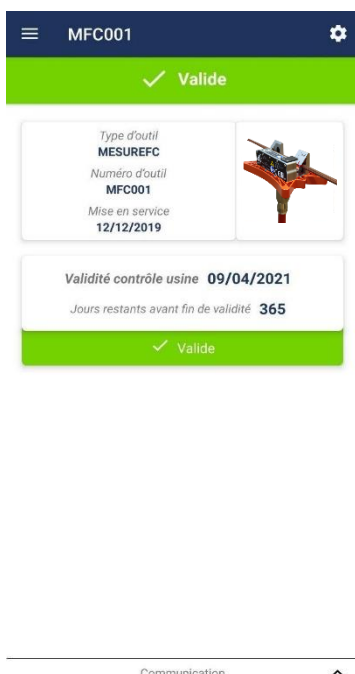 MFC001
Valide
Type d'outil
MESUREFC
Numéro d'outil
MFC001
Mise en service
12/12/2019
Validité contrôle usine 09/04/2021
Jours restants avant fin de validité 365
Valide
Communication